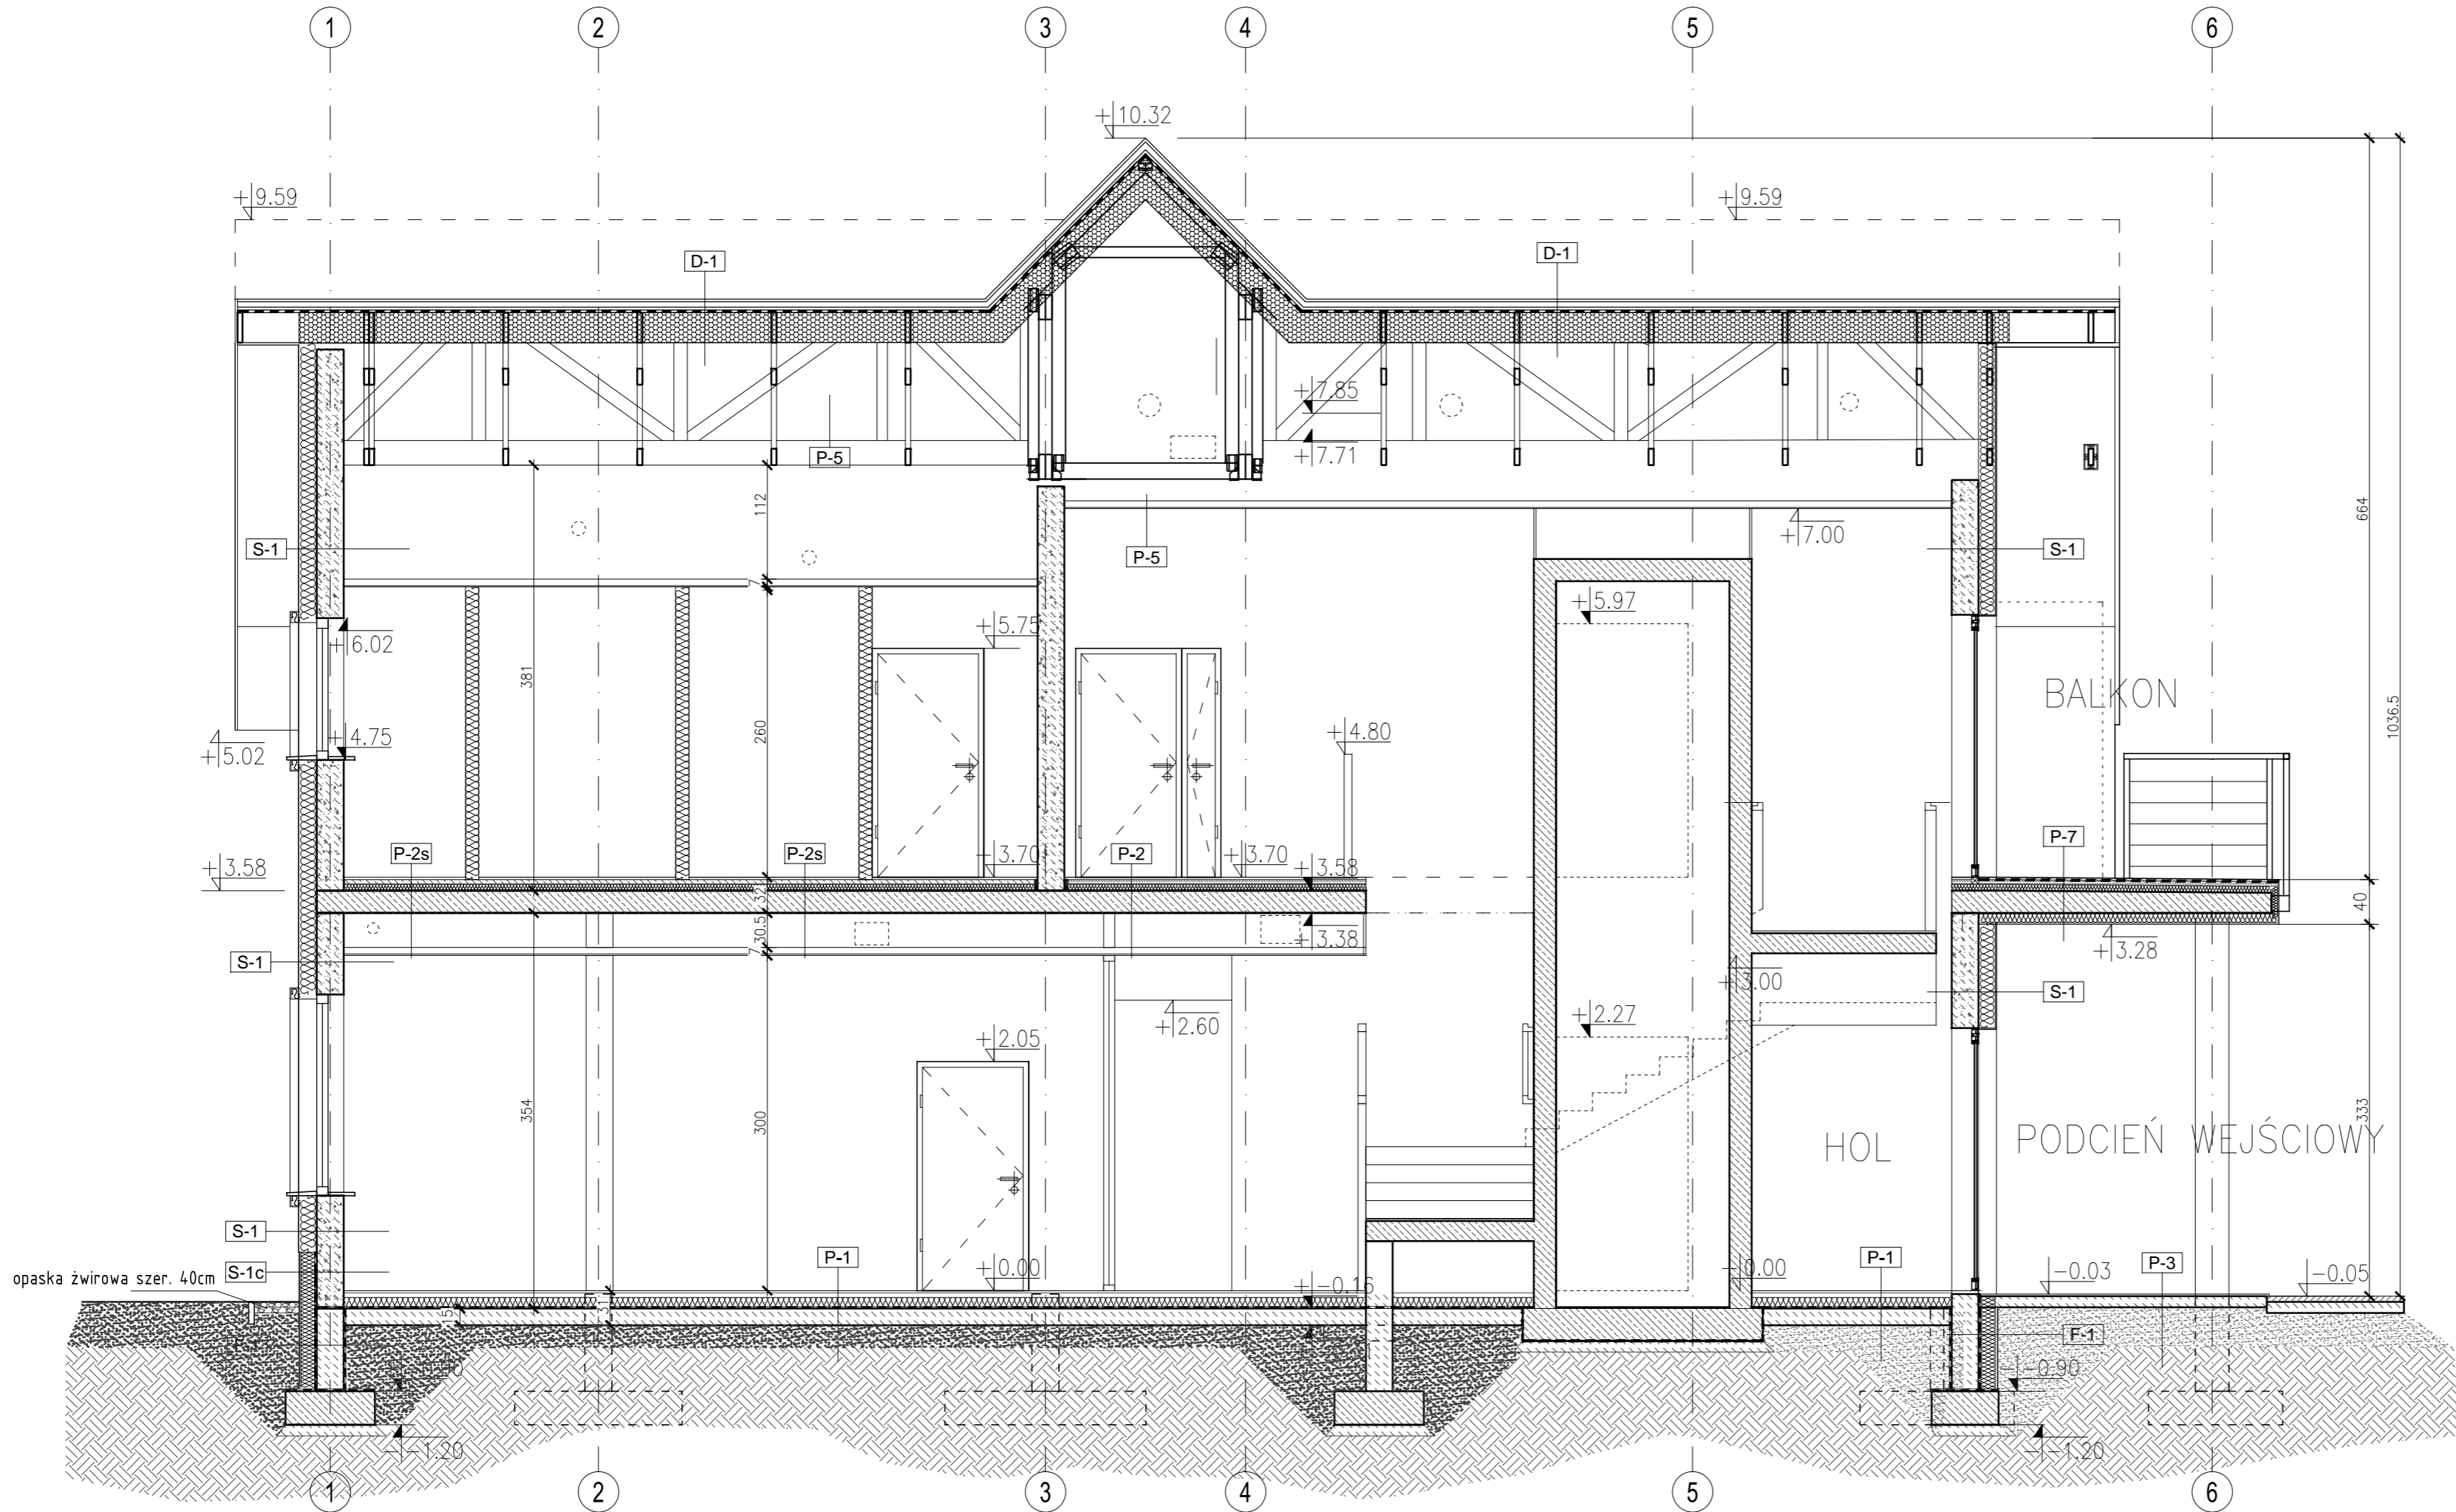 1 2 3 4 5 6
+10.32
+9.59 +9.59
D-1 D-1
+7.85
P-5
+7.71
664
112
+7.00
S-1 P-5 S-1
7
+5.97
+5.75
+6.02
381
BALKON
1036.5
+4.75 260 +4.80
+5.02
P-7
P-2s P-2s P-2
+3.58 +3.70 +3.70 +3.58
32
40
30.5 +3.38
+3.28
7
S-1 +3.00 S-1
+2.27
+2.60
+2.05
354 300 333
HOL PODCIEŃ WEJŚCIOWY
S-1
P-1 P-1 P-3
S-1c +0.00 0.00 -0.03 -0.05
opaska żwirowa szer. 40cm
-0.16
15 31
F-1
-0.90
-1.20 -1.20
1 2 3 4 5 6